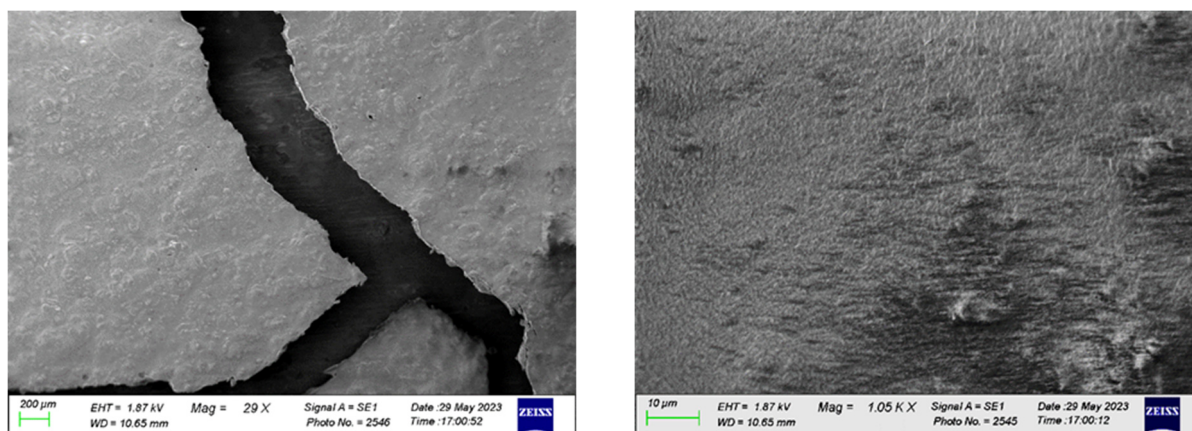 200 µm
EHT = 1.87 kV Mag = 29 X Signal A = SE1 Date :29 May 2023
WD = 10.65 mm Photo No. = 2546 Time :17:00:52
ZEISS
10 µm
EHT = 1.87 kV Mag = 1.05 K X Signal A = SE1 Date :29 May 2023
WD = 10.65 mm Photo No. = 2545 Time :17:00:12
ZEISS